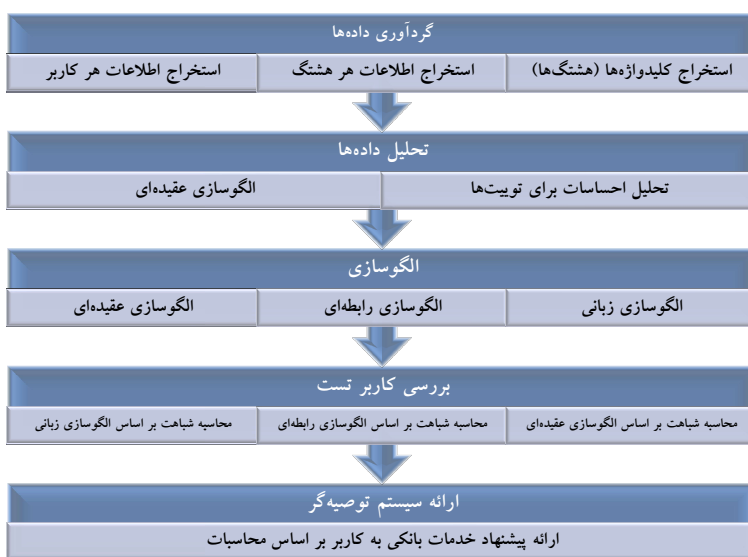 گردآوری داده‌ها
استخراج کلیدواژه‌ها (هشتگ‌ها) استخراج اطلاعات هر هشتگ استخراج اطلاعات هر کاربر
تحلیل داده‌ها
تحلیل احساسات برای توییت‌ها الگوسازی عقیده‌ای
الگوسازی
الگوسازی زبانی الگوسازی رابطه‌ای الگوسازی عقیده‌ای
بررسی کاربر تست
محاسبه شباهت بر اساس الگوسازی عقیده‌ای محاسبه شباهت بر اساس الگوسازی رابطه‌ای محاسبه شباهت بر اساس الگوسازی زبانی
ارائه سیستم توصیه‌گر
ارائه پیشنهاد خدمات بانکی به کاربر بر اساس محاسبات